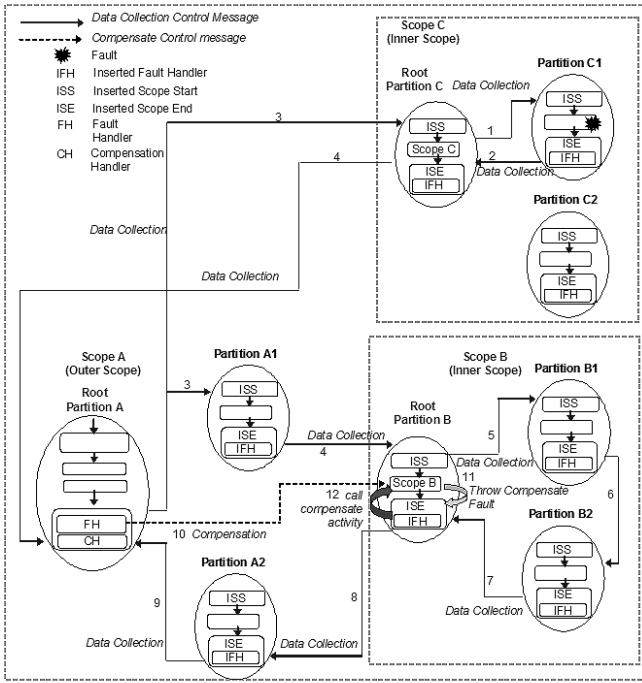 Data Collection Control Message
Compensate Control message
Fault
IFH Inserted Fault Handler
ISS Inserted Scope Start
ISE Inserted Scope End
FH Fault
Handler
CH Compensation
Handler
Scope C
(Inner Scope)
Root
Partition C
Data Collection
Partition C1
ISS
ISE
IFH
3
ISS
Scope C
ISE
IFH
1
2
Data Collection
4
Partition C2
ISS
ISE
IFH
Data Collection
Data Collection
Scope A
(Outer Scope)
Root
Partition A
FH
CH
Partition A1
3
ISS
ISE
IFH
Data Collection
4
Scope B
(Inner Scope)
Root
Partition B
ISS
Scope B
ISE
IFH
Partition B1
ISS
ISE
IFH
5
Data Collection
11
Throw Compensate
Fault
6
12 call
compensate
activity
10 Compensation
Partition B2
ISS
ISE
IFH
7
Data Collection
Partition A2
ISS
ISE
IFH
8
9
Data Collection
Data Collection